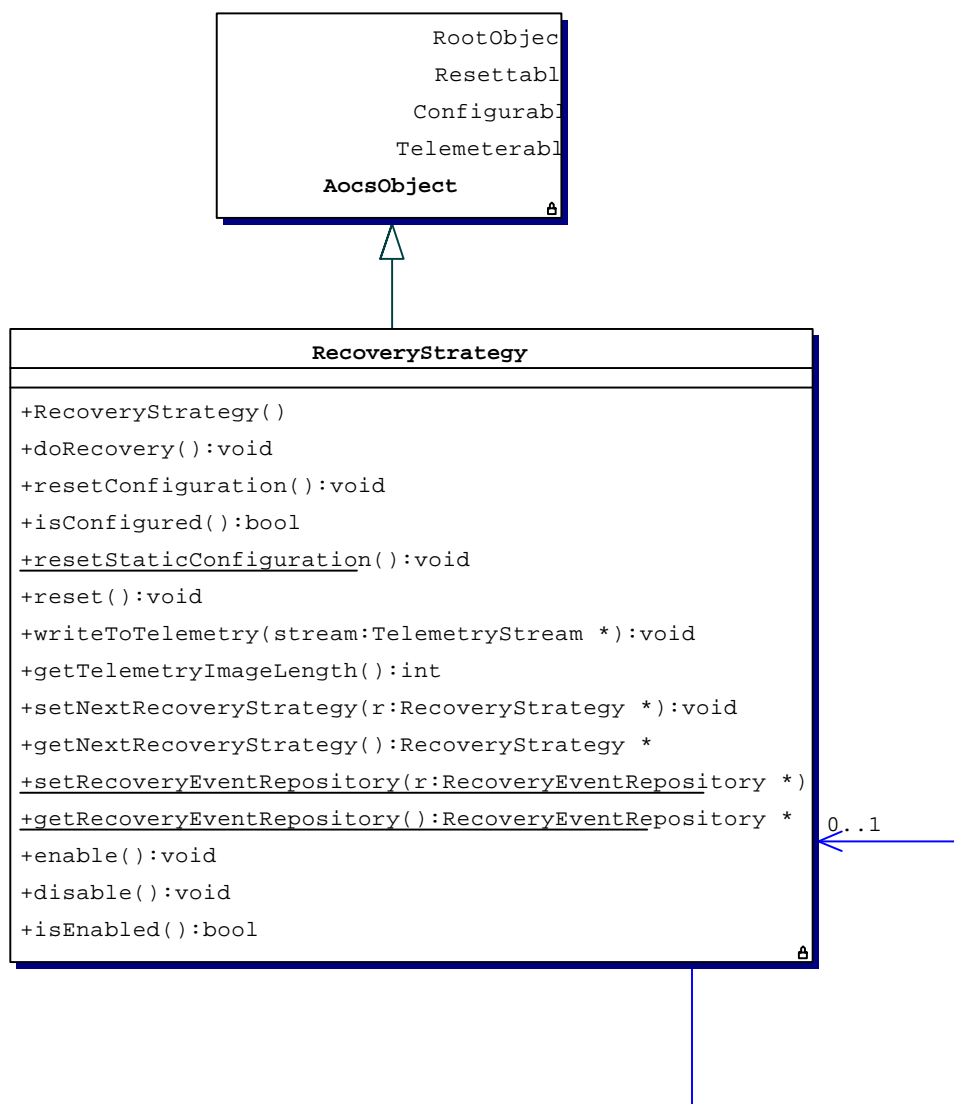 RootObjec
Resettabl
Configurabl
Telemeterabl
AocsObject
RecoveryStrategy
+RecoveryStrategy()
+doRecovery():void
+resetConfiguration():void
+isConfigured():bool
+resetStaticConfiguration():void
+reset():void
+writeToTelemetry(stream:TelemetryStream *):void
+getTelemetryImageLength():int
+setNextRecoveryStrategy(r:RecoveryStrategy *):void
+getNextRecoveryStrategy():RecoveryStrategy *
+setRecoveryEventRepository(r:RecoveryEventRepository *)
+getRecoveryEventRepository():RecoveryEventRepository *
0..1
+enable():void
+disable():void
+isEnabled():bool